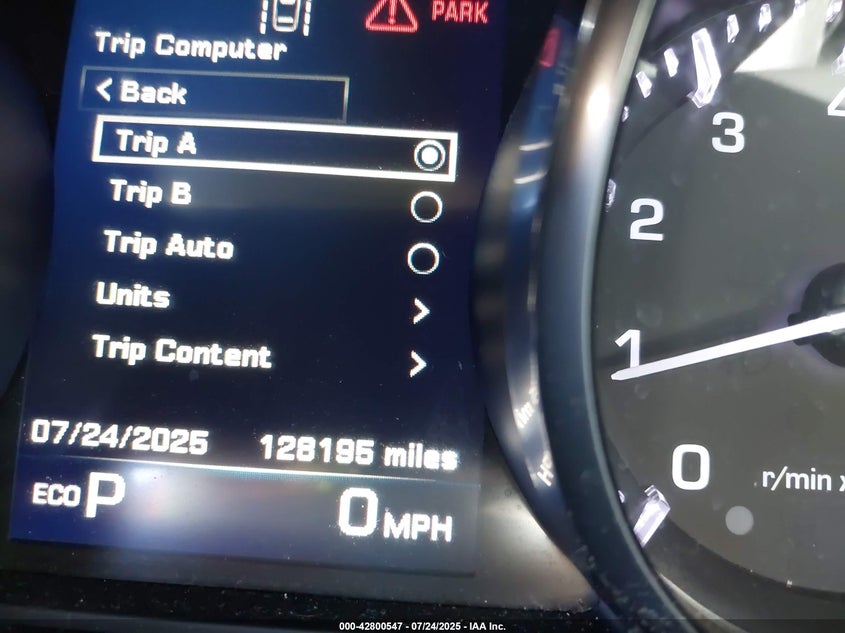 PARK
Trip Computer
< Back
Trip A
Trip B
Trip Auto
Units >
Trip Content >
07/24/2025 128195 miles
ECO P 0 MPH
3
2
1
0
r/min x
000-42800547 - 07/24/2025 - IAA Inc.